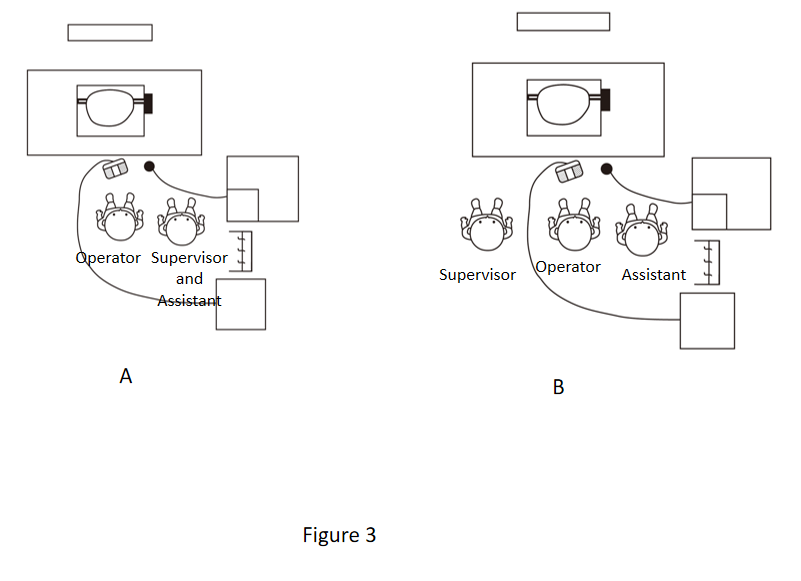 Operator
Supervisor
and
Assistant
A
Supervisor
Operator
Assistant
B
Figure 3